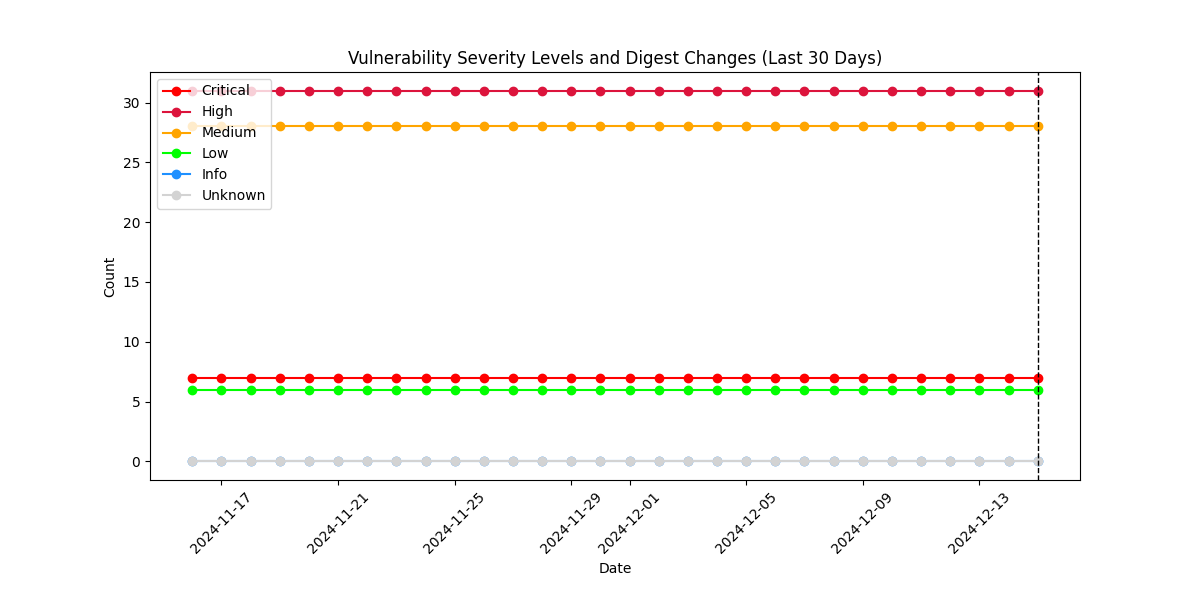 Vulnerability Severity Levels and Digest Changes (Last 30 Days)
Critical
High
Medium
Low
Info
Unknown
Count
30
25
20
15
10
5
0
2024-11-17
2024-11-21
2024-11-25
2024-11-29
2024-12-01
2024-12-05
2024-12-09
2024-12-13
Date